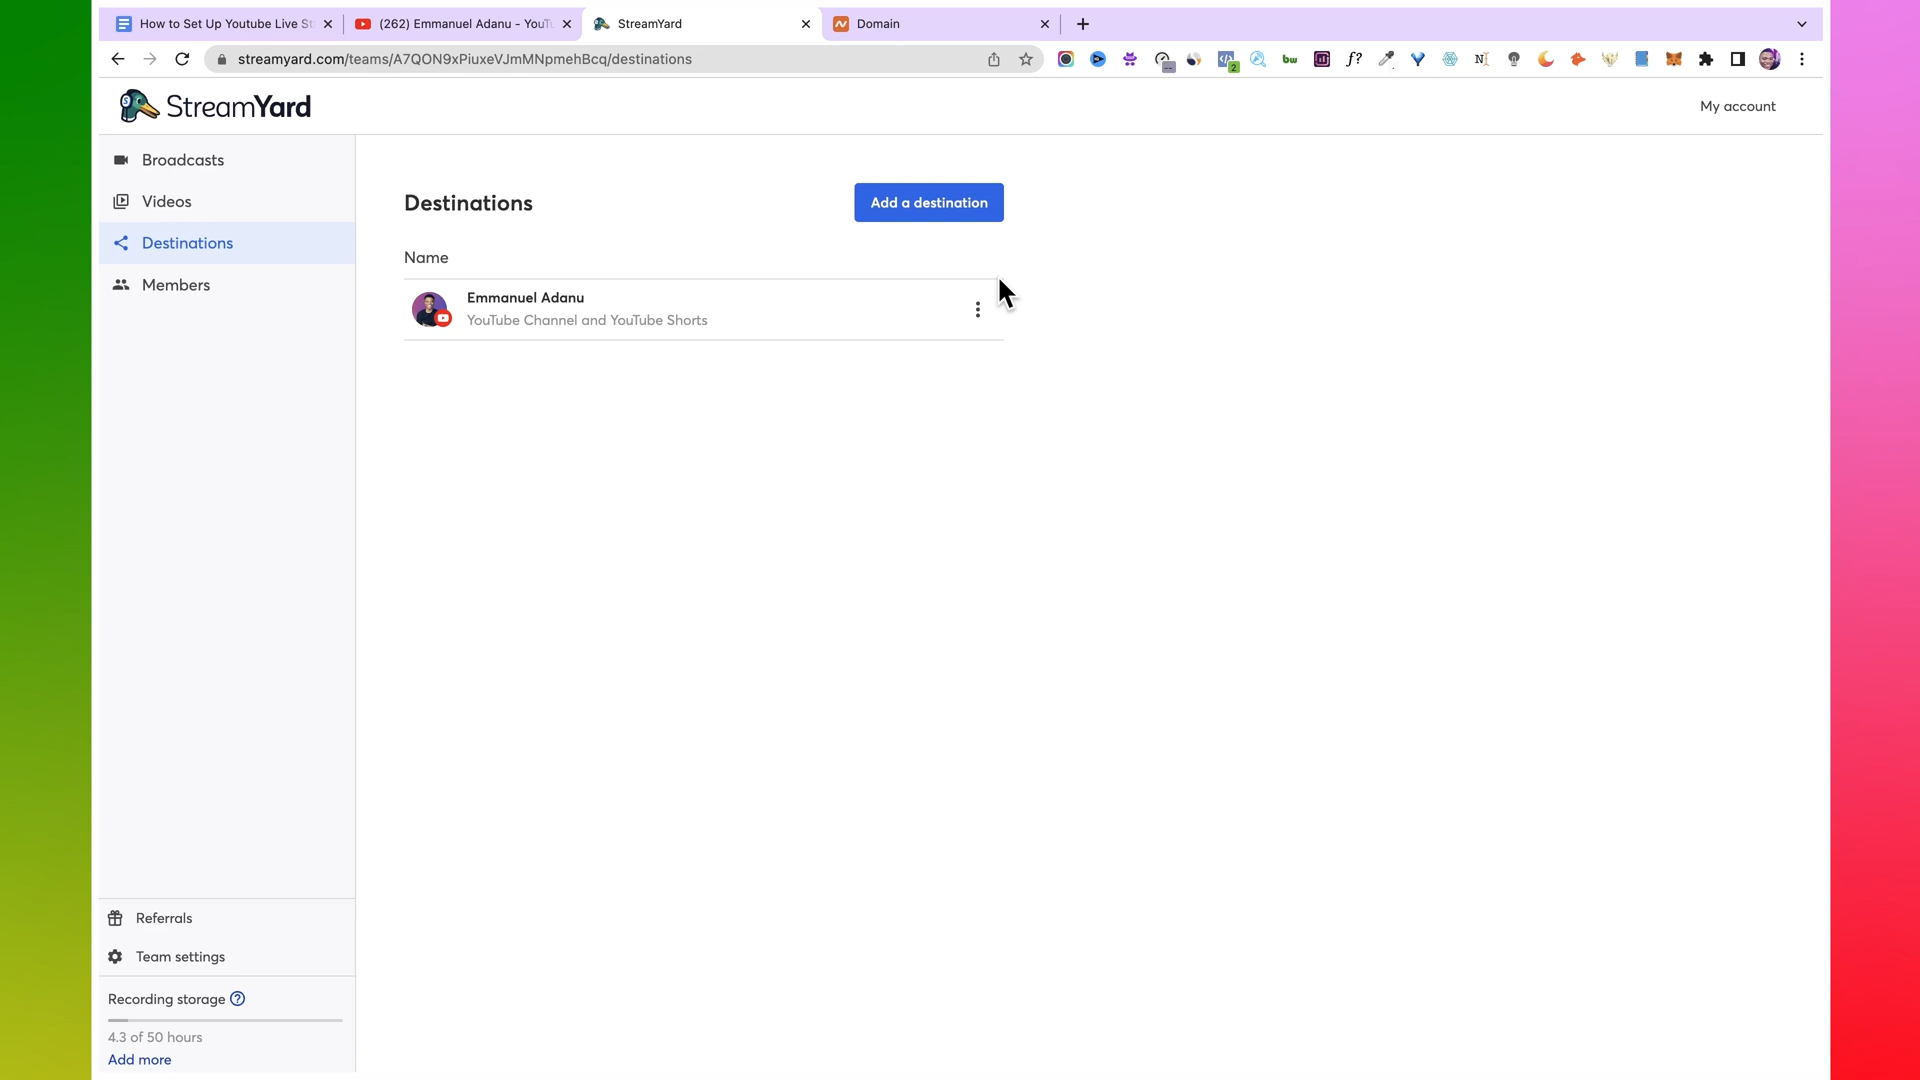 How to Set Up Youtube Live St
(262) Emmanuel Adanu - YouT
StreamYard
Domain
streamyard.com/teams/A7QON9xPiuxeVJmMNpmehBcq/destinations
2
bw
f?
N
StreamYard
My account
Broadcasts
Videos
Destinations
Members
Destinations
Add a destination
Name
Emmanuel Adanu
YouTube Channel and YouTube Shorts
Referrals
Team settings
Recording storage ?
4.3 of 50 hours
Add more